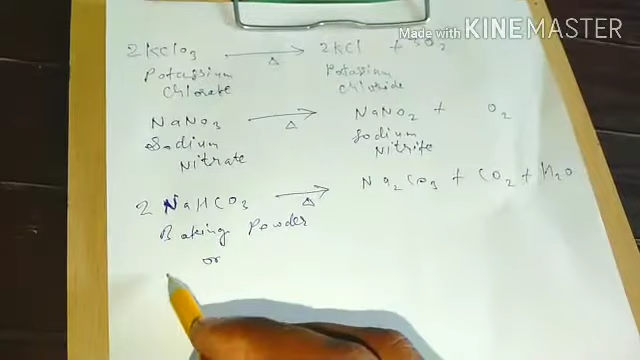 Made with KINEMASTER
2KClO₃ —Δ→ 2KCl + 3O₂
Potassium Potassium
Chlorate Chloride
NaNO₃ —Δ→ NaNO₂ + O₂
Sodium Sodium
Nitrate Nitrite
2 NaHCO₃ —Δ→ Na₂CO₃ + CO₂ + H₂O
Baking Powder
or